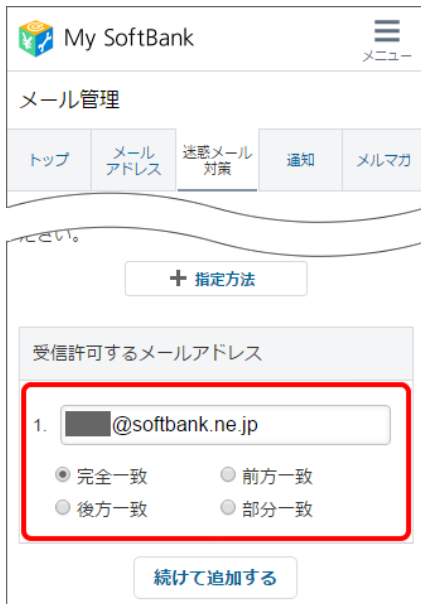 My SoftBank
メニュー
メール管理
トップ
メール
アドレス
迷惑メール
対策
通知
メルマガ
ださい。
+ 指定方法
受信許可するメールアドレス
1. @softbank.ne.jp
完全一致 前方一致
後方一致 部分一致
続けて追加する